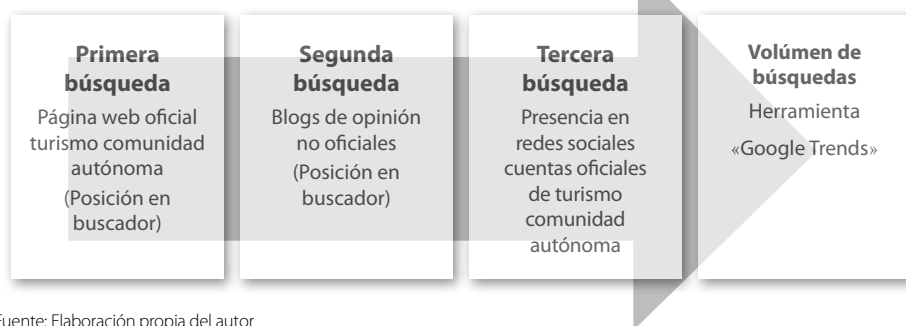 Primera
búsqueda
Página web oficial
turismo comunidad
autónoma
(Posición en
buscador)
Segunda
búsqueda
Blogs de opinión
no oficiales
(Posición en
buscador)
Tercera
búsqueda
Presencia en
redes sociales
cuentas oficiales
de turismo
comunidad
autónoma
Volúmen de
búsquedas
Herramienta
«Google Trends»
Fuente: Elaboración propia del autor